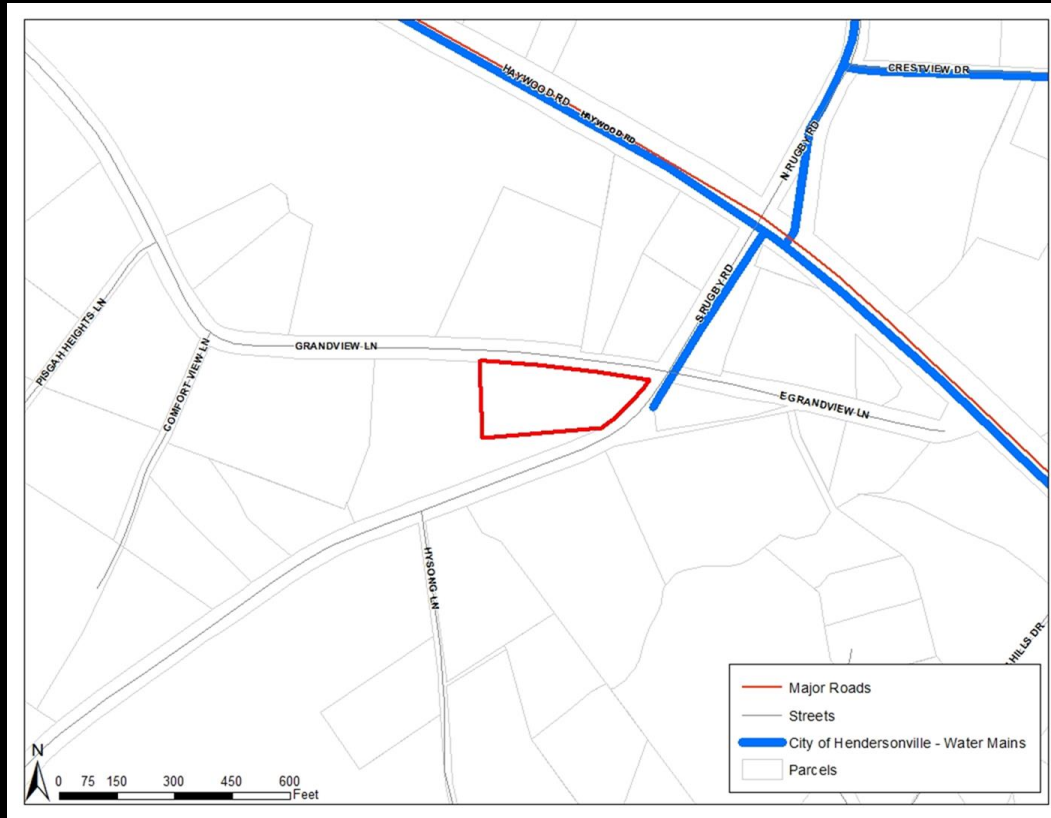 HAYWOOD RD
HAYWOOD RD
CRESTVIEW DR
N RUGBY RD
S RUGBY RD
PISGAH HEIGHTS LN
COMFORT VIEW LN
GRANDVIEW LN
E GRANDVIEW LN
HYSONG LN
HILLS DR
Major Roads
Streets
City of Hendersonville - Water Mains
Parcels
N
0 75 150 300 450 600
Feet